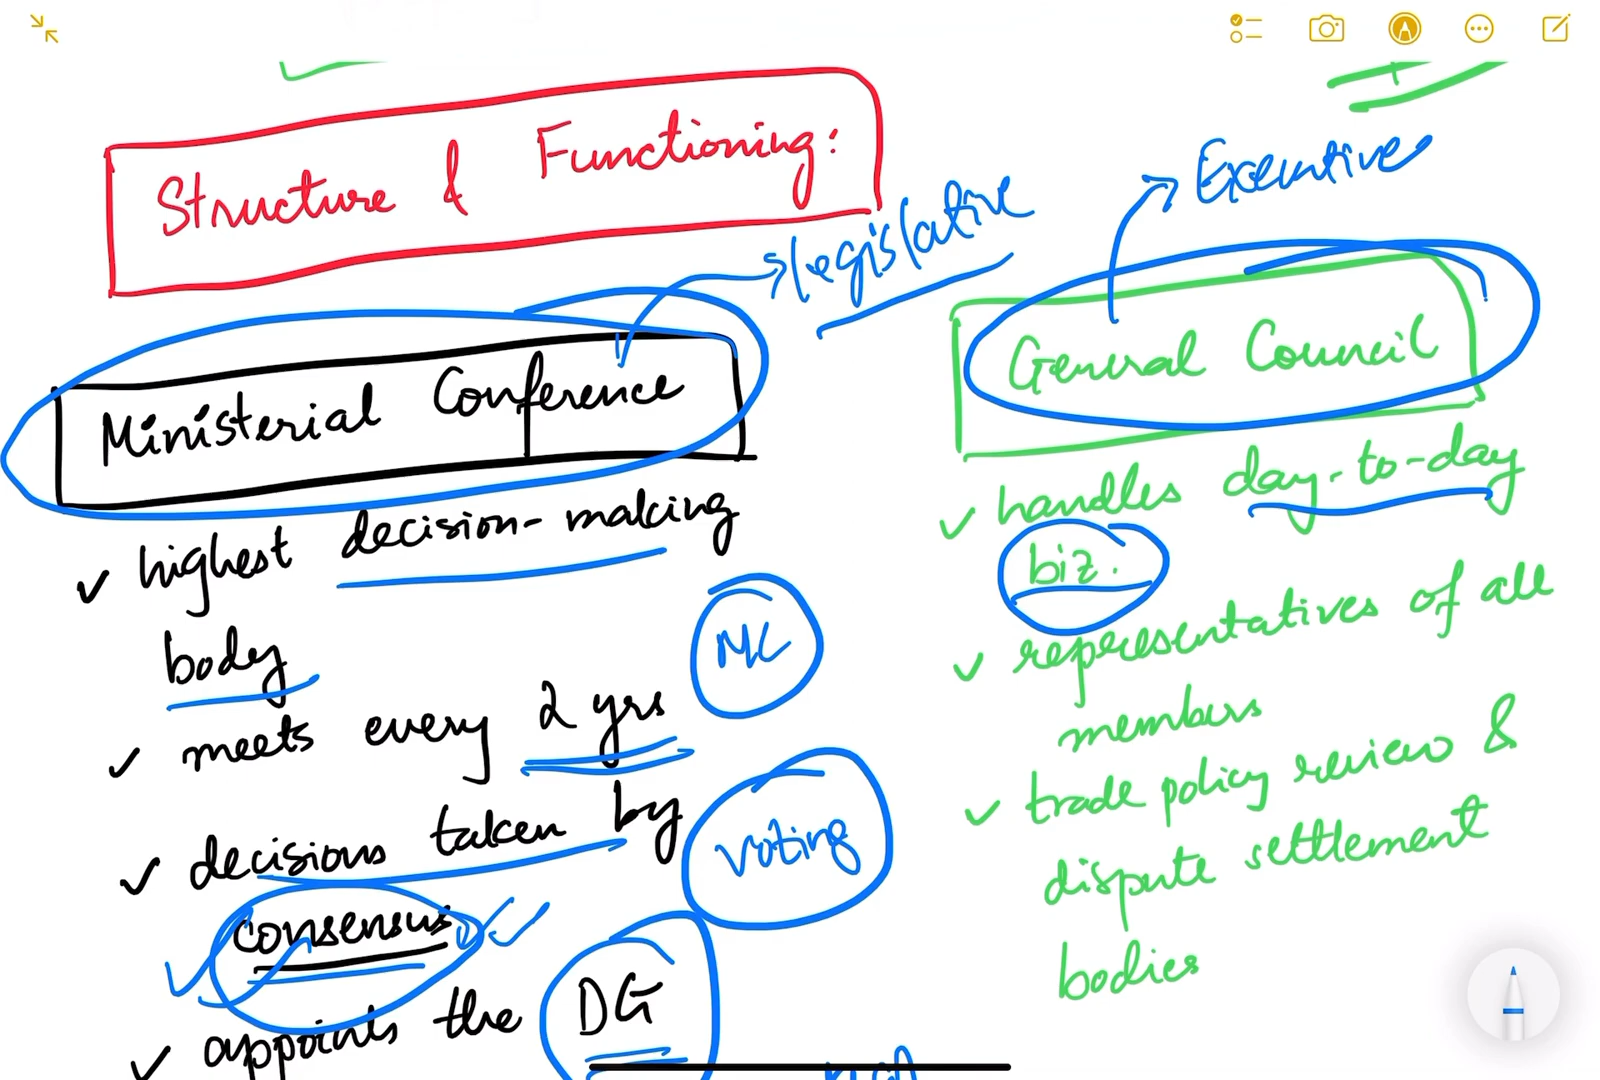 Structure & Functioning:
Executive
legislative
Ministerial Conference
General Council
✓ highest decision-making
body
MC
✓ meets every 2 yrs
✓ decisions taken by
voting
consensus
✓ appoints the DG
✓ handles day-to-day
biz.
✓ representatives of all
members
✓ trade policy review &
dispute settlement
bodies